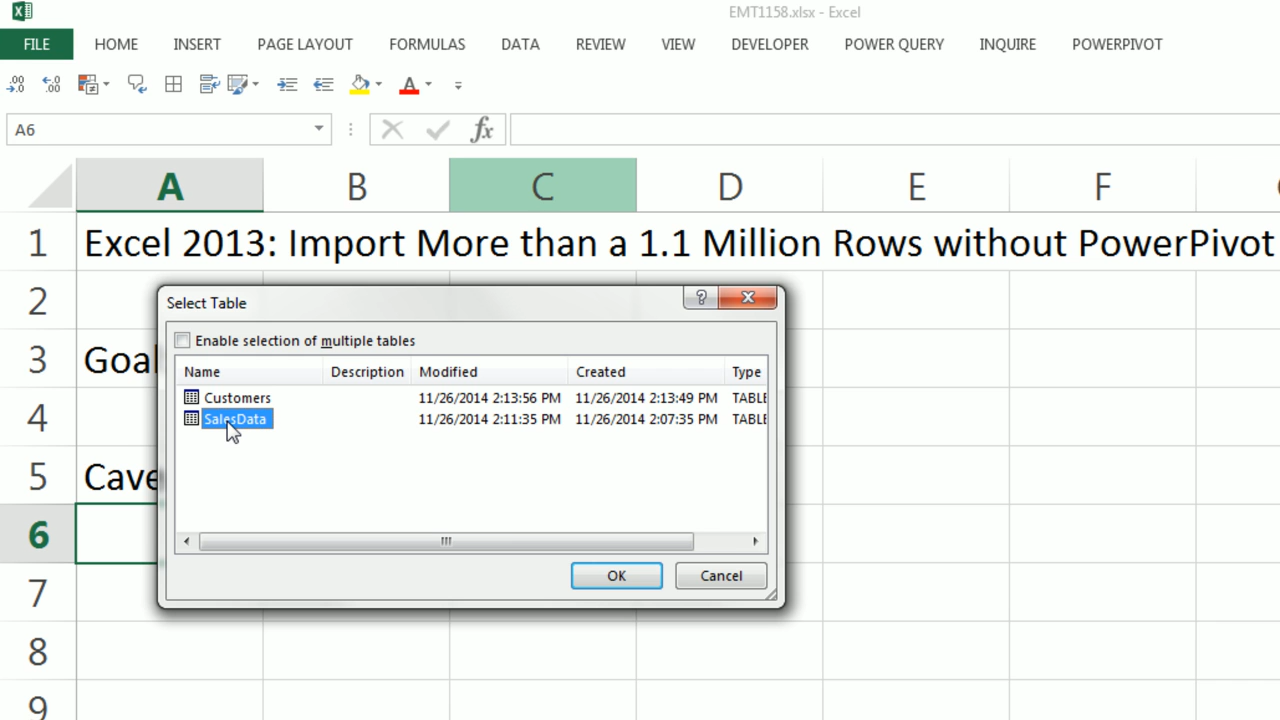 EMT1158.xlsx - Excel
FILE HOME INSERT PAGE LAYOUT FORMULAS DATA REVIEW VIEW DEVELOPER POWER QUERY INQUIRE POWERPIVOT
A6
A B C D E F
1 Excel 2013: Import More than a 1.1 Million Rows without PowerPivot
2
Select Table
Enable selection of multiple tables
3 Goal
Name Description Modified Created Type
Customers 11/26/2014 2:13:56 PM 11/26/2014 2:13:49 PM TABLE
4
SalesData 11/26/2014 2:11:35 PM 11/26/2014 2:07:35 PM TABLE
5 Cave
6
OK Cancel
7
8
9